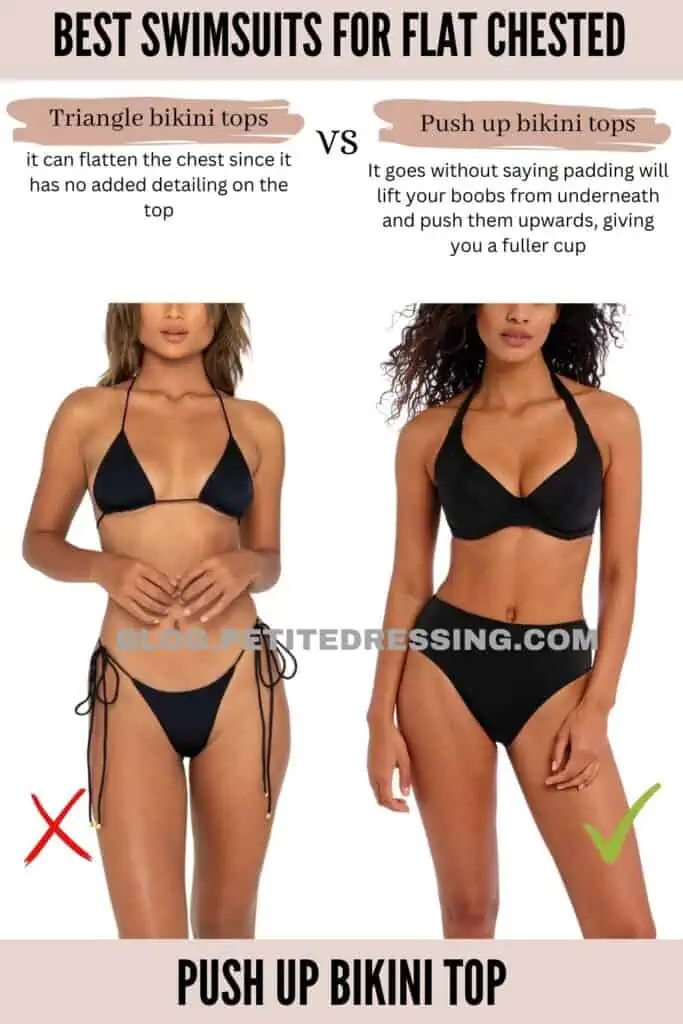 BEST SWIMSUITS FOR FLAT CHESTED
Triangle bikini tops
it can flatten the chest since it
has no added detailing on the
top
VS
Push up bikini tops
It goes without saying padding will
lift your boobs from underneath
and push them upwards, giving
you a fuller cup
BLOG.PETITEDRESSING.COM
PUSH UP BIKINI TOP